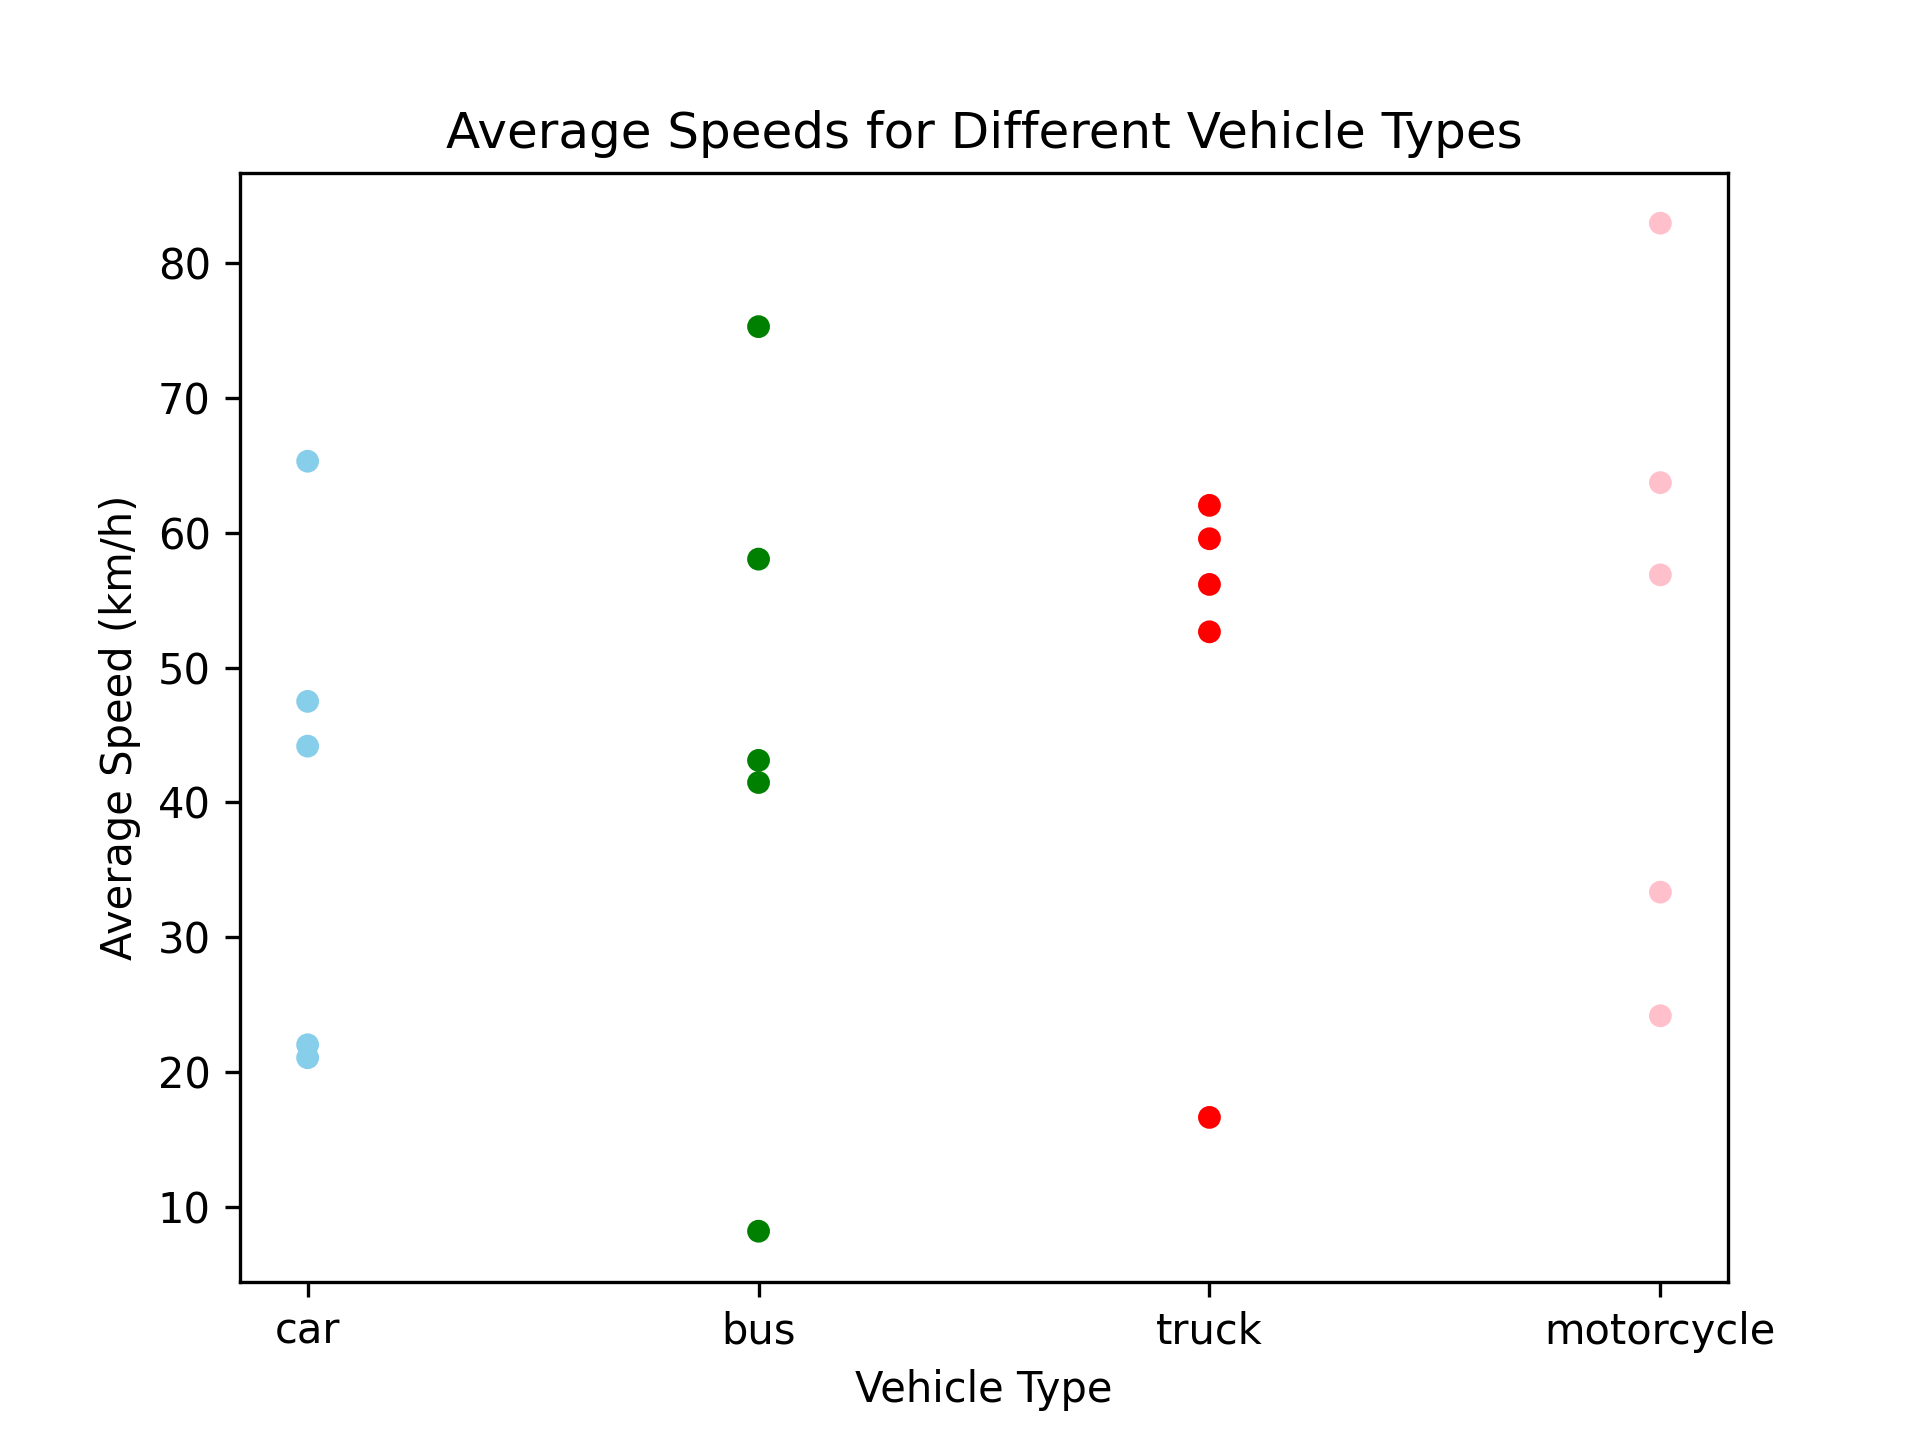 Average Speeds for Different Vehicle Types
Average Speed (km/h)
80
70
60
50
40
30
20
10
car bus truck motorcycle
Vehicle Type